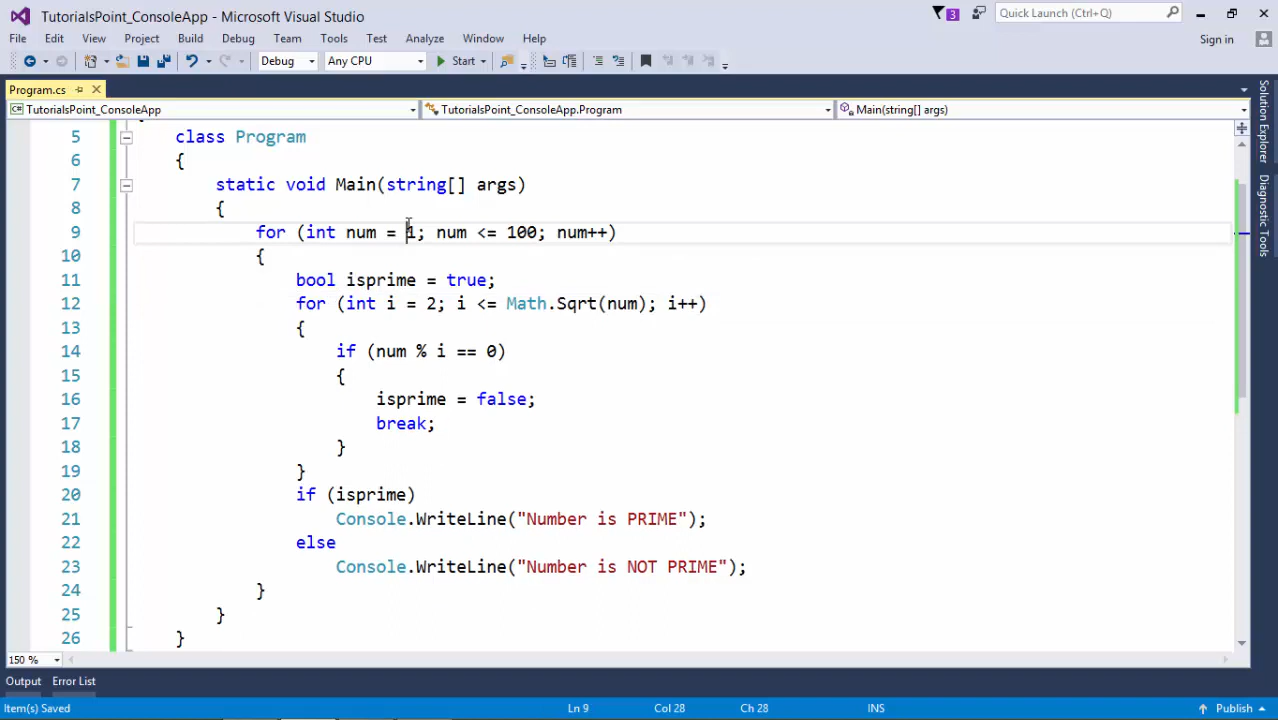 TutorialsPoint_ConsoleApp - Microsoft Visual Studio
3
Quick Launch (Ctrl+Q)
File Edit View Project Build Debug Team Tools Test Analyze Window Help
Sign in
Debug Any CPU Start
Program.cs
TutorialsPoint_ConsoleApp TutorialsPoint_ConsoleApp.Program Main(string[] args)
5 class Program
6 {
7 static void Main(string[] args)
8 {
9 for (int num = 1; num <= 100; num++)
10 {
11 bool isprime = true;
12 for (int i = 2; i <= Math.Sqrt(num); i++)
13 {
14 if (num % i == 0)
15 {
16 isprime = false;
17 break;
18 }
19 }
20 if (isprime)
21 Console.WriteLine("Number is PRIME");
22 else
23 Console.WriteLine("Number is NOT PRIME");
24 }
25 }
26 }
Solution Explorer
Diagnostic Tools
150 %
Output Error List
Item(s) Saved Ln 9 Col 28 Ch 28 INS Publish